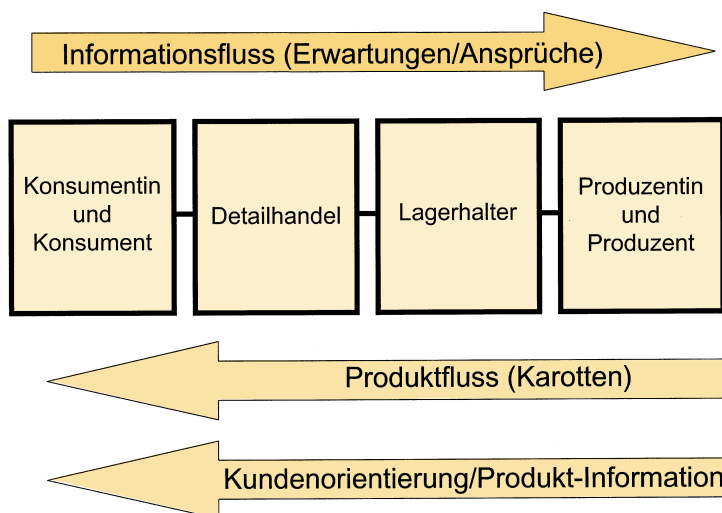 Informationsfluss (Erwartungen/Ansprüche)
Konsumentin
und
Konsument
Detailhandel
Lagerhalter
Produzentin
und
Produzent
Produktfluss (Karotten)
Kundenorientierung/Produkt-Information